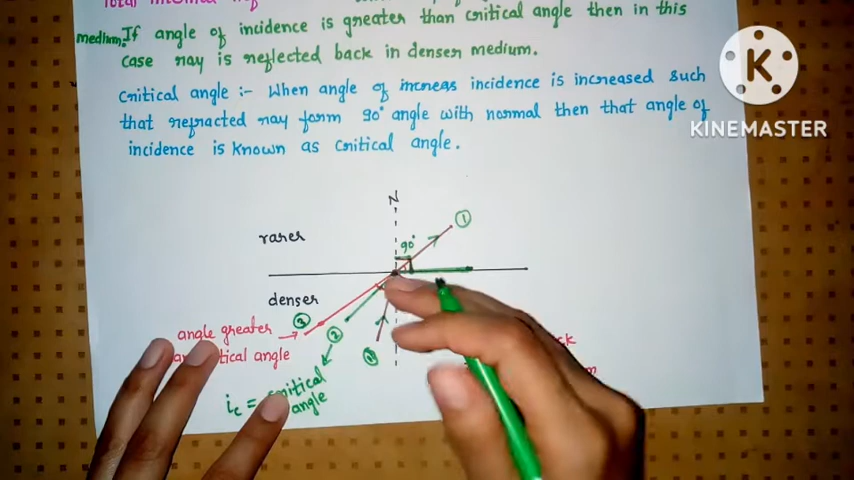 Total internal
If angle of incidence is greater than critical angle then in this
medium.
case ray is reflected back in denser medium.
Critical angle :- When angle of increas incidence is increased such
that refracted ray form 90° angle with normal then that angle of
incidence is known as critical angle.
K
KINEMASTER
N
1
rarer
90°
denser
3
2
angle greater
critical angle
ic = critical
angle